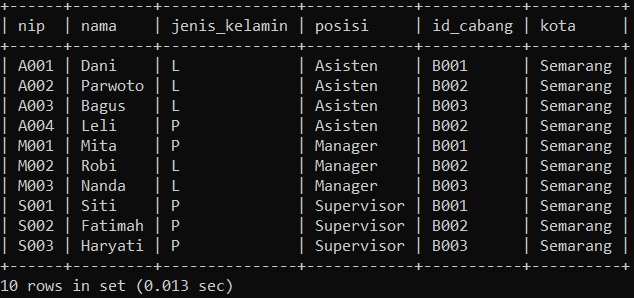 +------+---------+---------------+------------+-----------+----------+
| nip | nama | jenis_kelamin | posisi | id_cabang | kota |
+------+---------+---------------+------------+-----------+----------+
| A001 | Dani | L | Asisten | B001 | Semarang |
| A002 | Parwoto | L | Asisten | B002 | Semarang |
| A003 | Bagus | L | Asisten | B003 | Semarang |
| A004 | Leli | P | Asisten | B002 | Semarang |
| M001 | Mita | P | Manager | B001 | Semarang |
| M002 | Robi | L | Manager | B002 | Semarang |
| M003 | Nanda | L | Manager | B003 | Semarang |
| S001 | Siti | P | Supervisor | B001 | Semarang |
| S002 | Fatimah | P | Supervisor | B002 | Semarang |
| S003 | Haryati | P | Supervisor | B003 | Semarang |
+------+---------+---------------+------------+-----------+----------+
10 rows in set (0.013 sec)